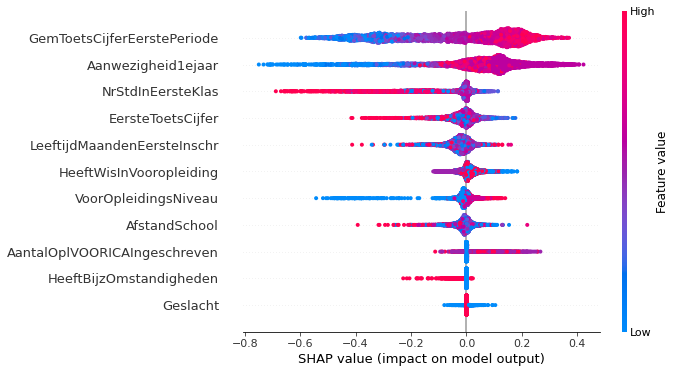 High
GemToetsCijferEerstePeriode
Aanwezigheid1ejaar
NrStdInEersteKlas
EersteToetsCijfer
LeeftijdMaandenEersteInschr
HeeftWisInVooropleiding
VoorOpleidingsNiveau
AfstandSchool
AantalOplVOORICAIngeschreven
HeeftBijzOmstandigheden
Geslacht
Feature value
Low
−0.8 −0.6 −0.4 −0.2 0.0 0.2 0.4
SHAP value (impact on model output)